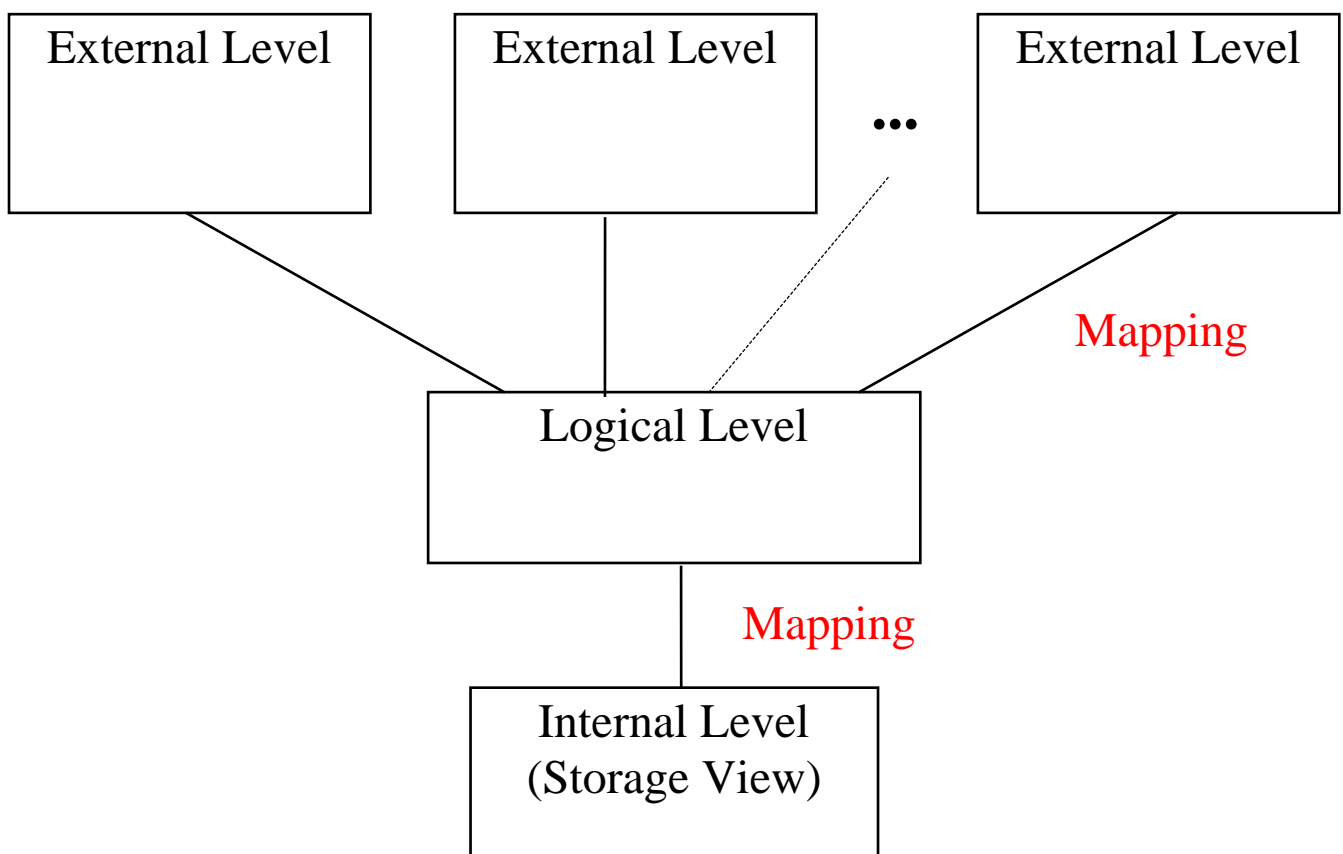 External Level
External Level
External Level
...
Mapping
Logical Level
Mapping
Internal Level
(Storage View)